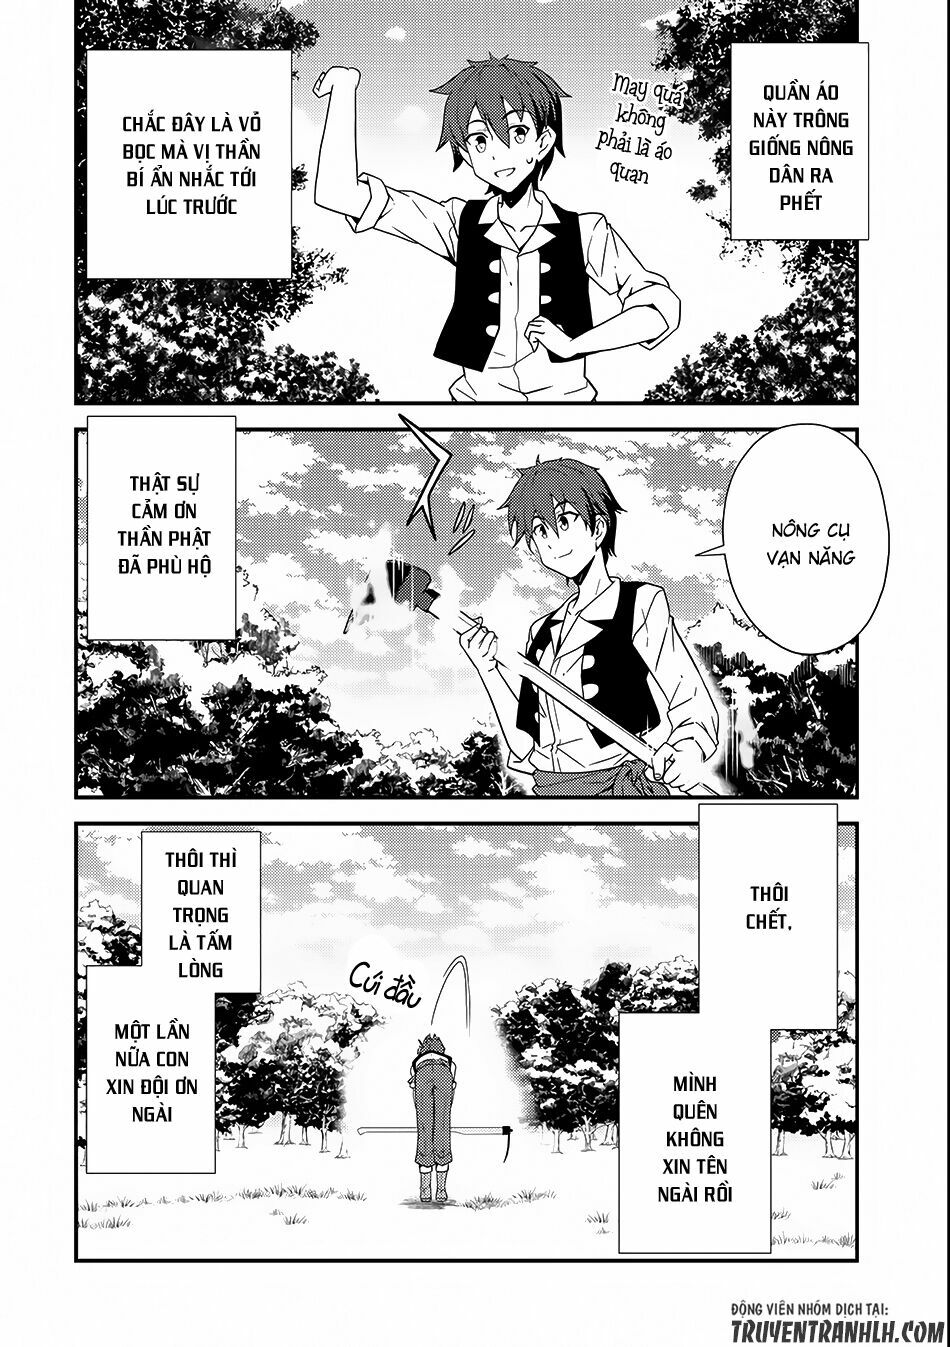 QUẦN ÁO
NÀY TRÔNG
GIỐNG NÔNG
DÂN RA
PHẾT
May quá
không
phải là áo
quan
CHẮC ĐÂY LÀ VỎ
BỌC MÀ VỊ THẦN
BÍ ẨN NHẮC TỚI
LÚC TRƯỚC
NÔNG CỤ
VẠN NĂNG
THẬT SỰ
CẢM ƠN
THẦN PHẬT
ĐÃ PHÙ HỘ
THÔI
CHẾT,
MÌNH
QUÊN
KHÔNG
XIN TÊN
NGÀI RỒI
Cúi đầu
THÔI THÌ
QUAN
TRỌNG
LÀ TẤM
LÒNG
MỘT LẦN
NỮA CON
XIN ĐỘI ƠN
NGÀI
ĐỘNG VIÊN NHÓM DỊCH TẠI:
TRUYENTRANHLH.COM